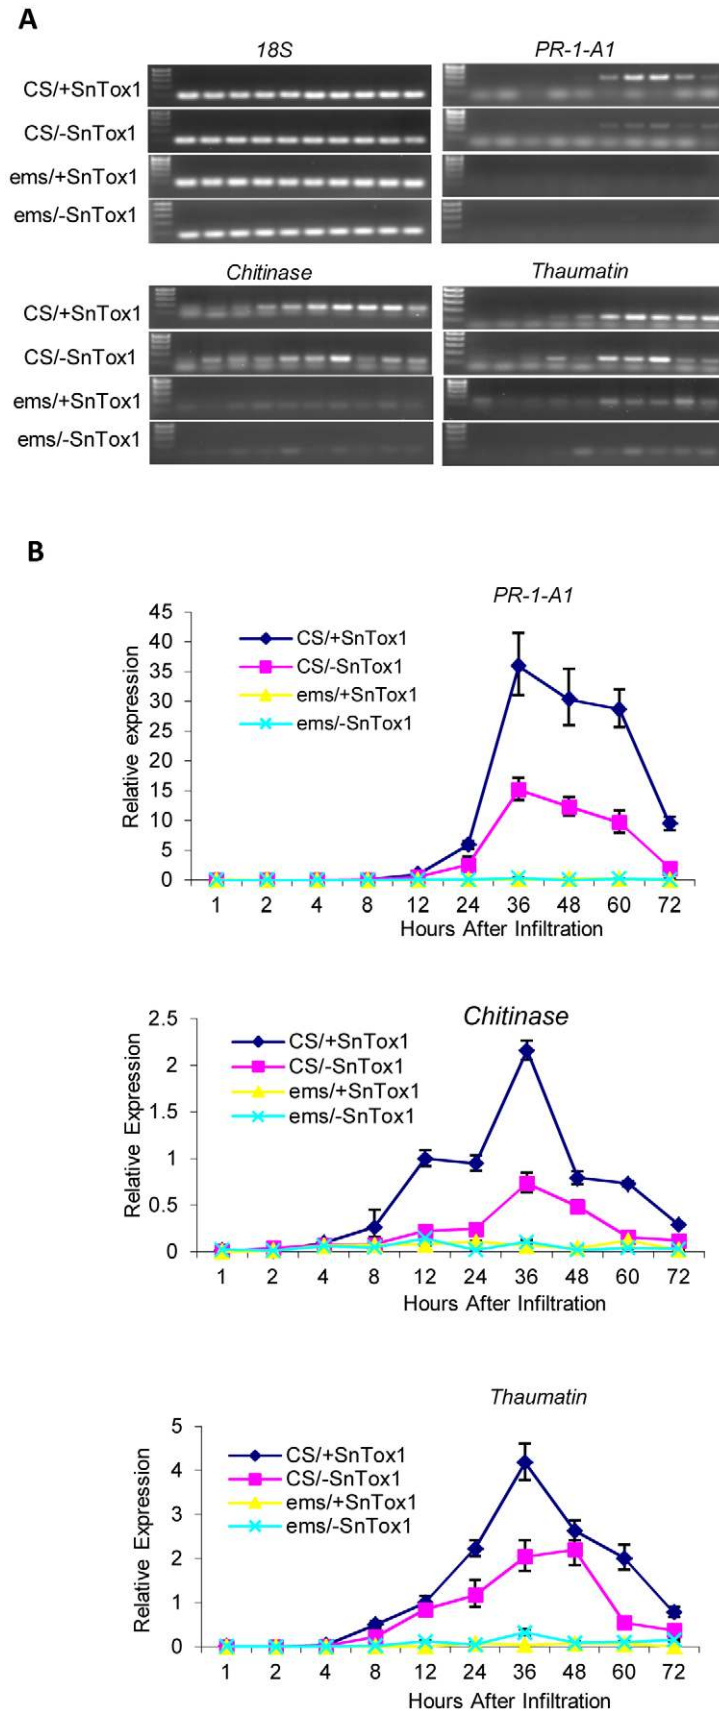 A
18S PR-1-A1
CS/+SnTox1
CS/-SnTox1
ems/+SnTox1
ems/-SnTox1
Chitinase Thaumatin
CS/+SnTox1
CS/-SnTox1
ems/+SnTox1
ems/-SnTox1
B
PR-1-A1
Relative expression
45
40
35
30
25
20
15
10
5
0
CS/+SnTox1
CS/-SnTox1
ems/+SnTox1
ems/-SnTox1
1 2 4 8 12 24 36 48 60 72
Hours After Infiltration
Chitinase
Relative Expression
2.5
2
1.5
1
0.5
0
CS/+SnTox1
CS/-SnTox1
ems/+SnTox1
ems/-SnTox1
1 2 4 8 12 24 36 48 60 72
Hours After Infiltration
Thaumatin
Relative Expression
5
4
3
2
1
0
CS/+SnTox1
CS/-SnTox1
ems/+SnTox1
ems/-SnTox1
1 2 4 8 12 24 36 48 60 72
Hours After Infiltration